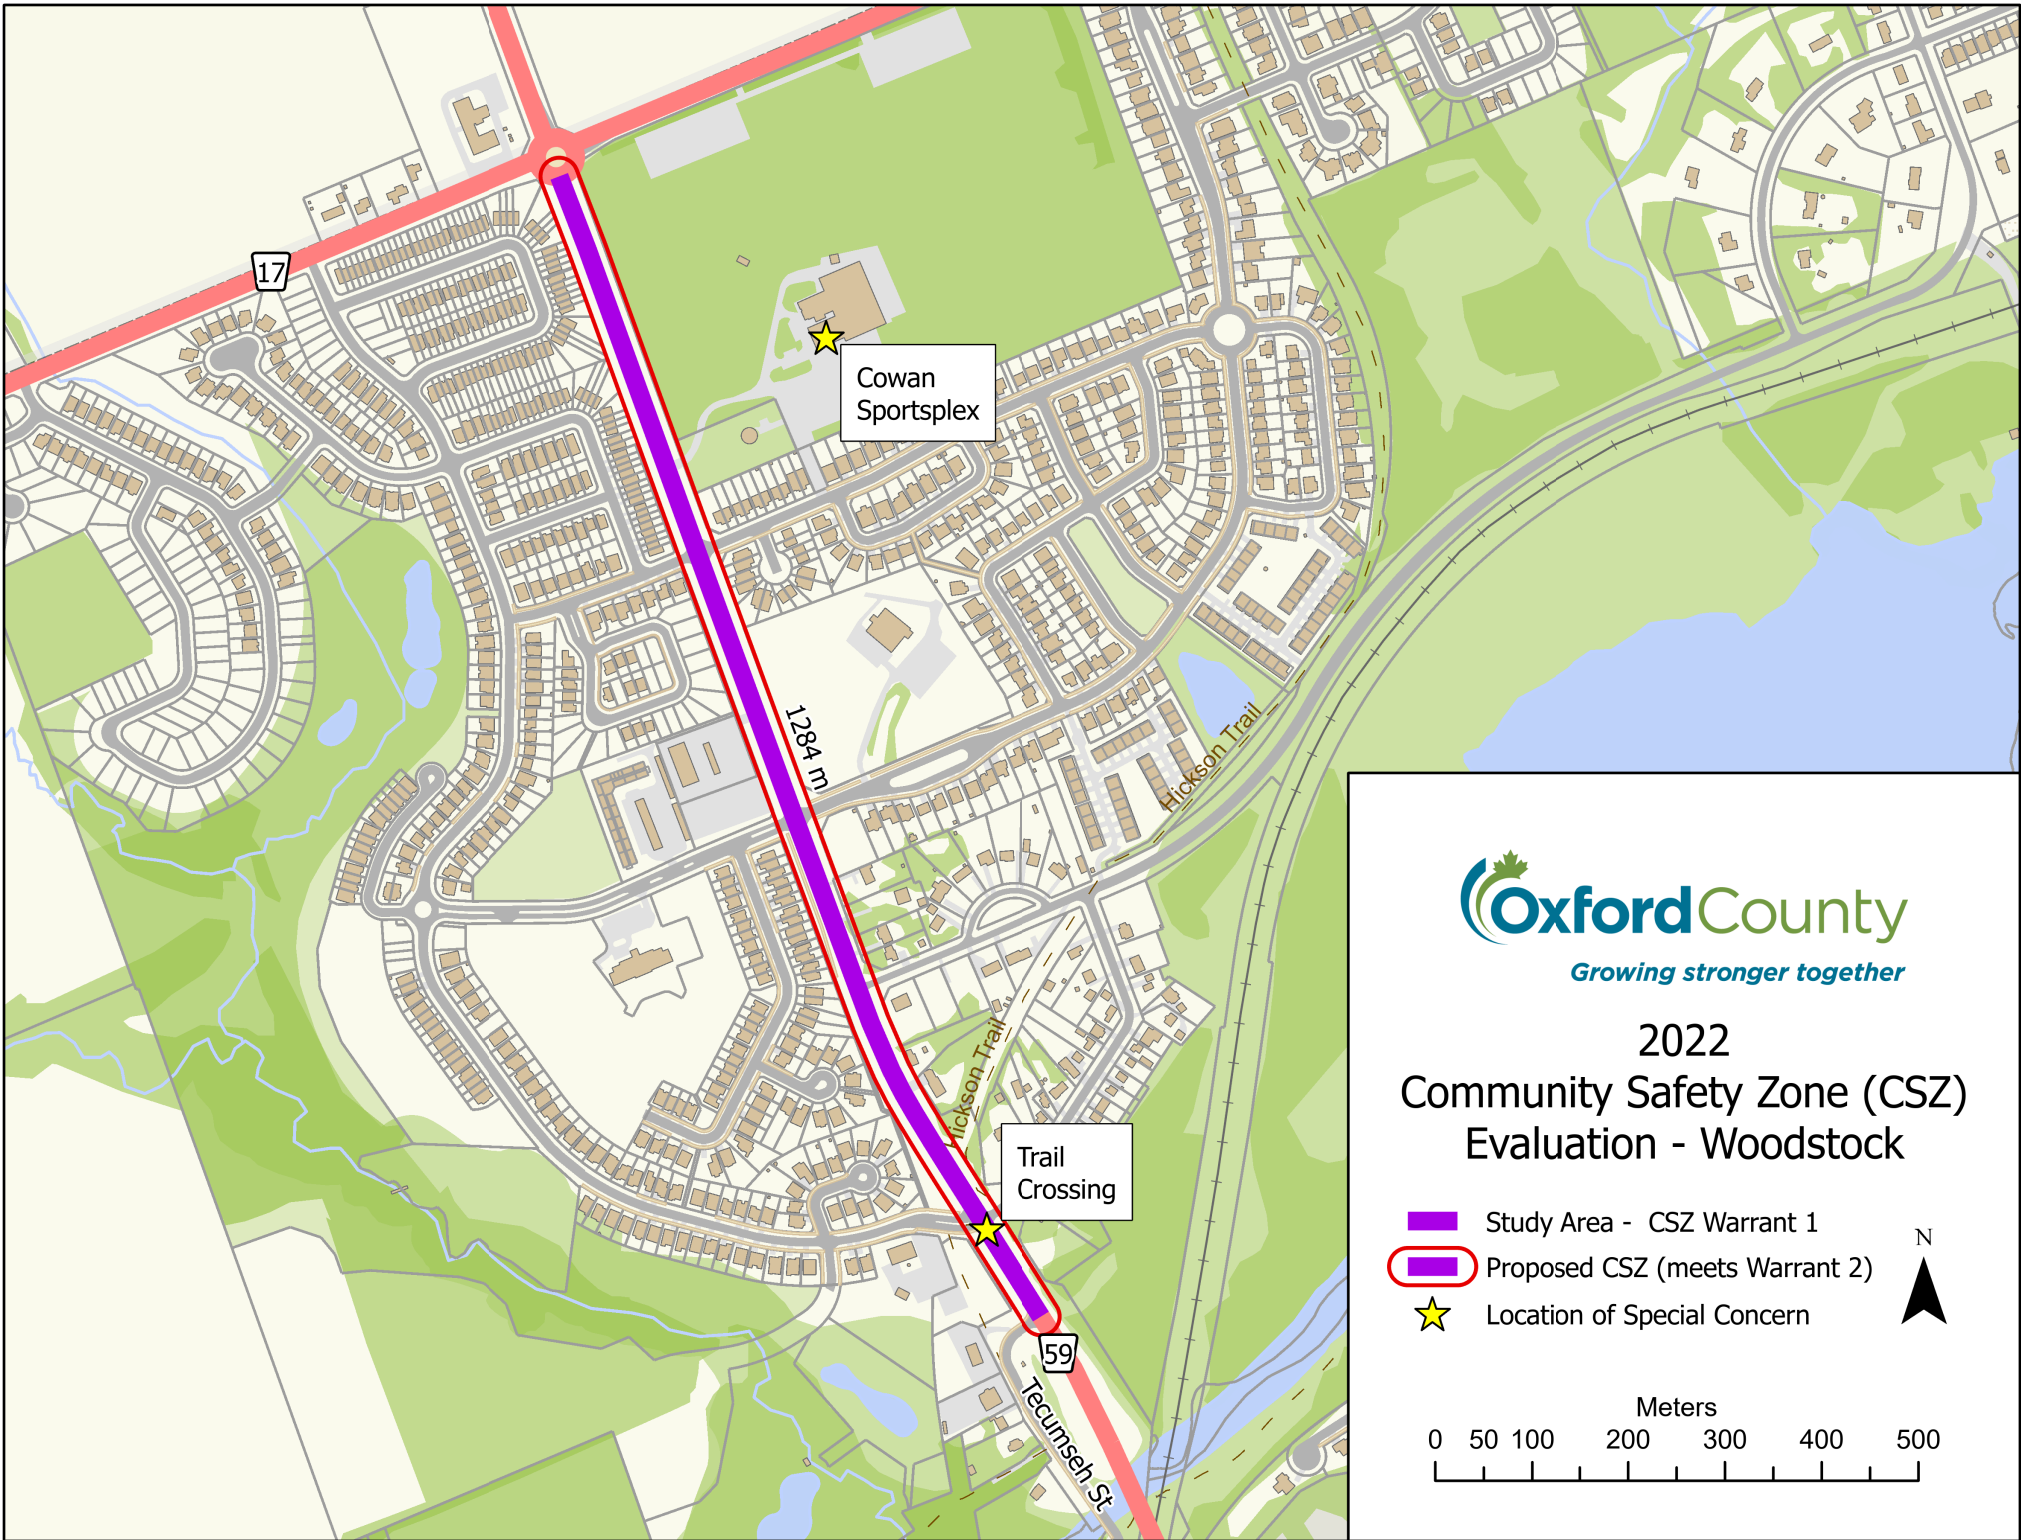 17
Cowan
Sportsplex
1284 m
Hickson Trail
Hickson Trail
Trail
Crossing
59
Tecumseh St
Oxford County
Growing stronger together
2022
Community Safety Zone (CSZ)
Evaluation - Woodstock
Study Area -  CSZ Warrant 1
Proposed CSZ (meets Warrant 2)
Location of Special Concern
N
Meters
0 50 100 200 300 400 500